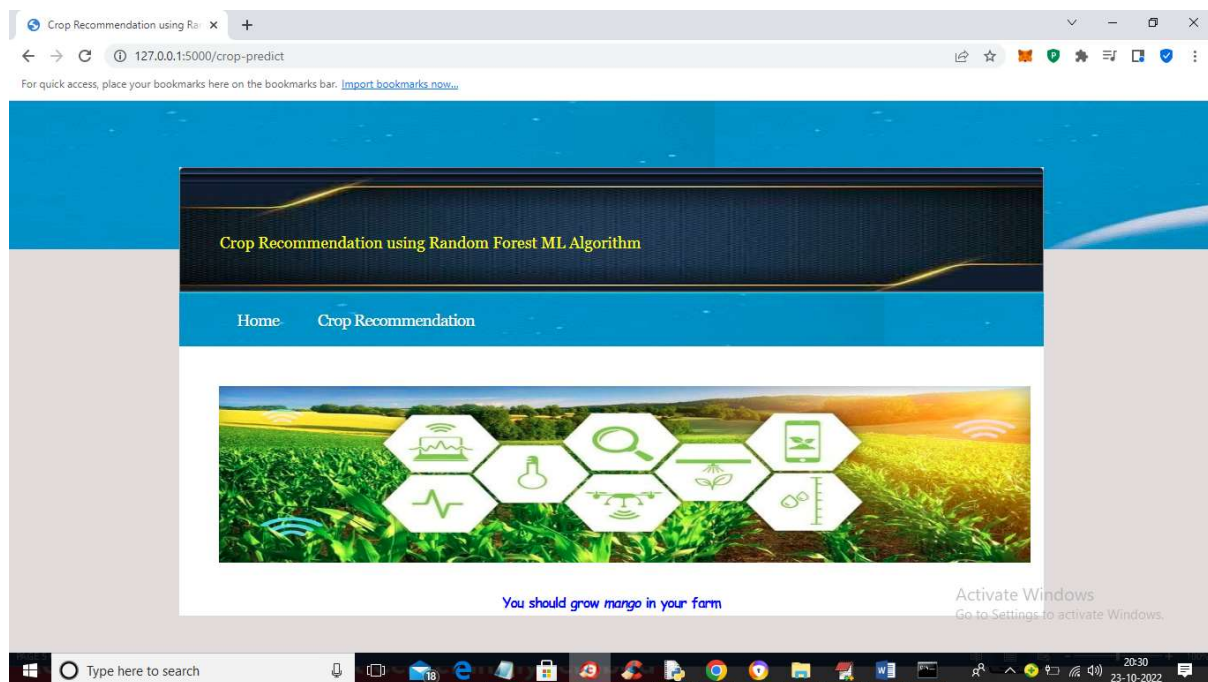 Crop Recommendation using Ra
127.0.0.1:5000/crop-predict
For quick access, place your bookmarks here on the bookmarks bar. Import bookmarks now...
Crop Recommendation using Random Forest ML Algorithm
Home Crop Recommendation
You should grow mango in your farm
Activate Windows
Go to Settings to activate Windows.
Type here to search
18
20:30
23-10-2022